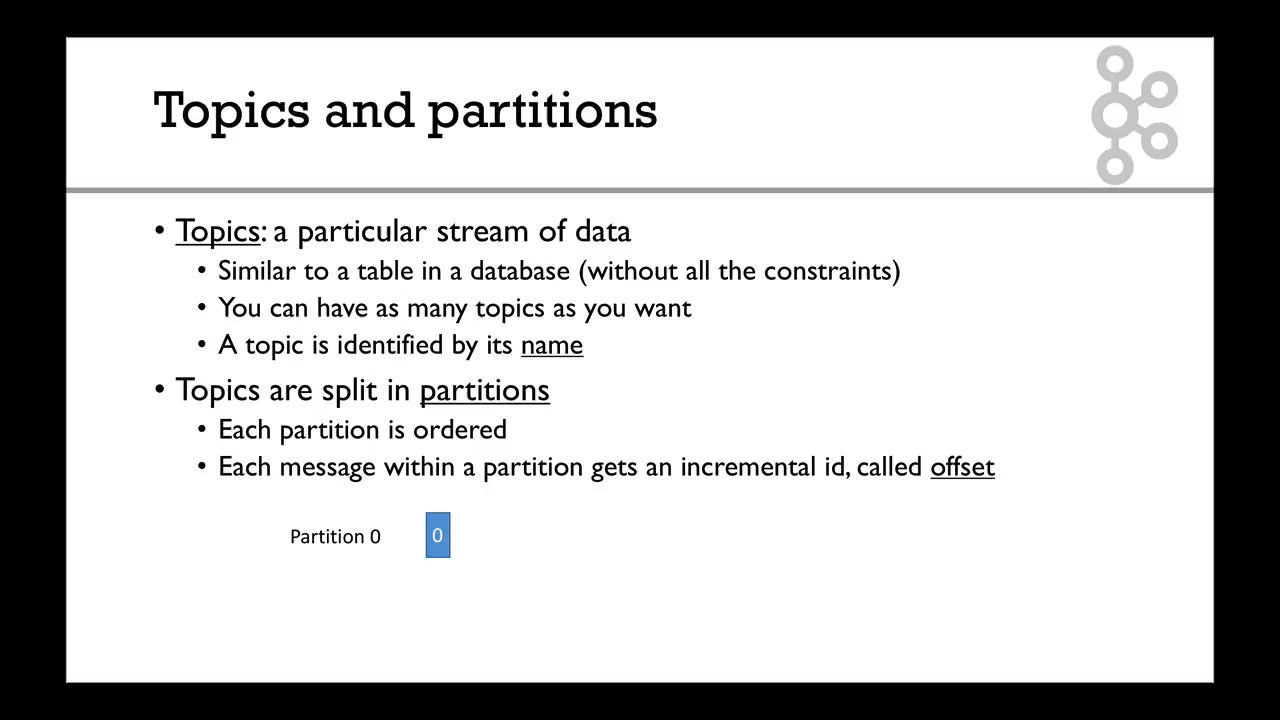 Topics and partitions
• Topics: a particular stream of data
• Similar to a table in a database (without all the constraints)
• You can have as many topics as you want
• A topic is identified by its name
• Topics are split in partitions
• Each partition is ordered
• Each message within a partition gets an incremental id, called offset
Partition 0 0